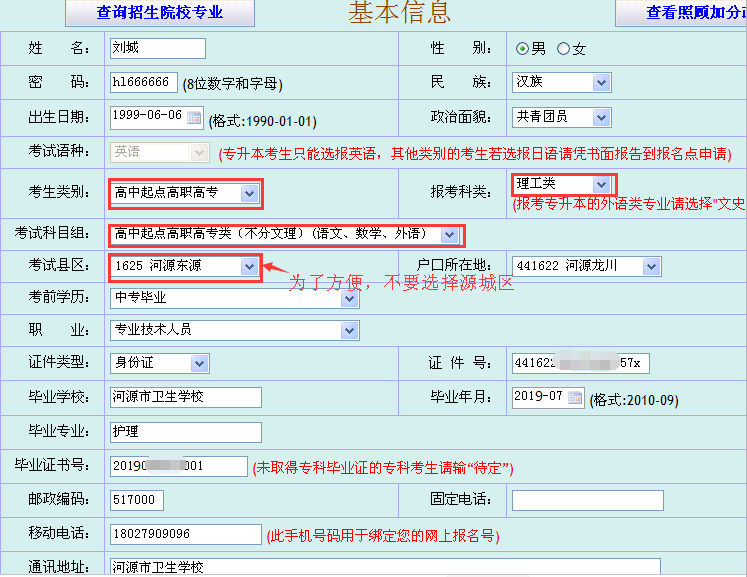 查询招生院校专业 基本信息 查看照顾加分政
姓 名： 刘城 性 别： 男 女
密 码： hl666666 (8位数字和字母) 民 族： 汉族
出生日期： 1999-06-06 (格式:1990-01-01) 政治面貌： 共青团员
考试语种： 英语 (专升本考生只能选报英语，其他类别的考生若选报日语请凭书面报告到报名点申请)
考生类别： 高中起点高职高专 报考科类： 理工类
(报考专升本的外语类专业请选择"文史
考试科目组： 高中起点高职高专类（不分文理）(语文、数学、外语)
考试县区： 1625 河源东源 户口所在地： 441622 河源龙川
为了方便，不要选择源城区
考前学历： 中专毕业
职 业： 专业技术人员
证件类型： 身份证 证 件 号： 441622 57x
毕业学校： 河源市卫生学校 毕业年月： 2019-07 (格式:2010-09)
毕业专业： 护理
毕业证书号： 2019 001 (未取得专科毕业证的专科考生请输“待定”)
邮政编码： 517000 固定电话：
移动电话： 18027909096 (此手机号码用于绑定您的网上报名号)
通讯地址： 河源市卫生学校